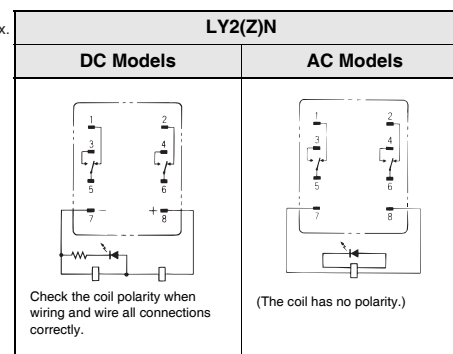 x.
LY2(Z)N
DC Models
AC Models
1 2
3 4
5 6
7 − + 8
1 2
3 4
5 6
7 8
Check the coil polarity when
wiring and wire all connections
correctly.
(The coil has no polarity.)